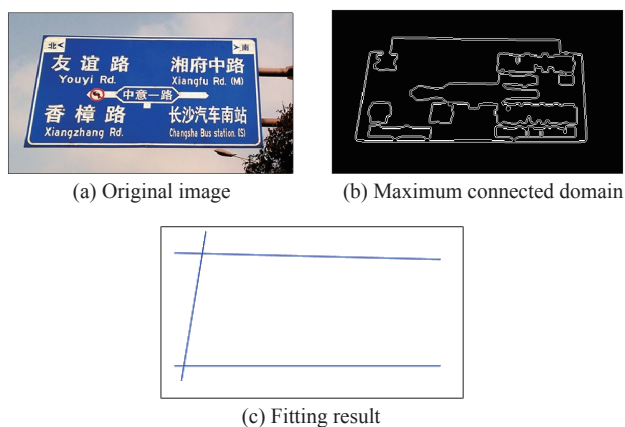 北
南
友谊路
湘府中路
Youyi Rd.
Xiangfu Rd. (M)
中意一路
香樟路
长沙汽车南站
Xiangzhang Rd.
Changsha Bus station. (S)
(a) Original image
(b) Maximum connected domain
(c) Fitting result